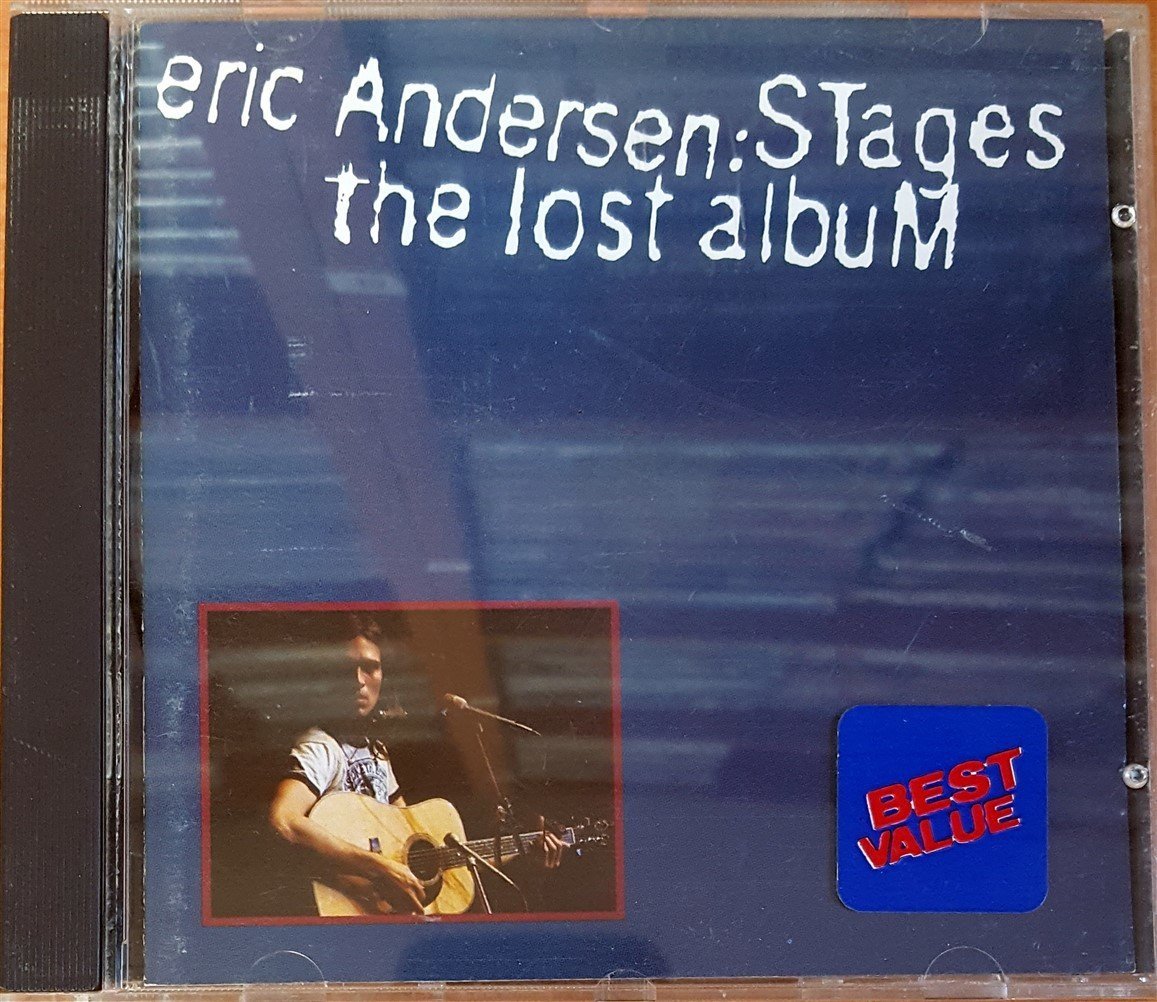 eric Andersen: STages
the lost albuM
BEST
VALUE